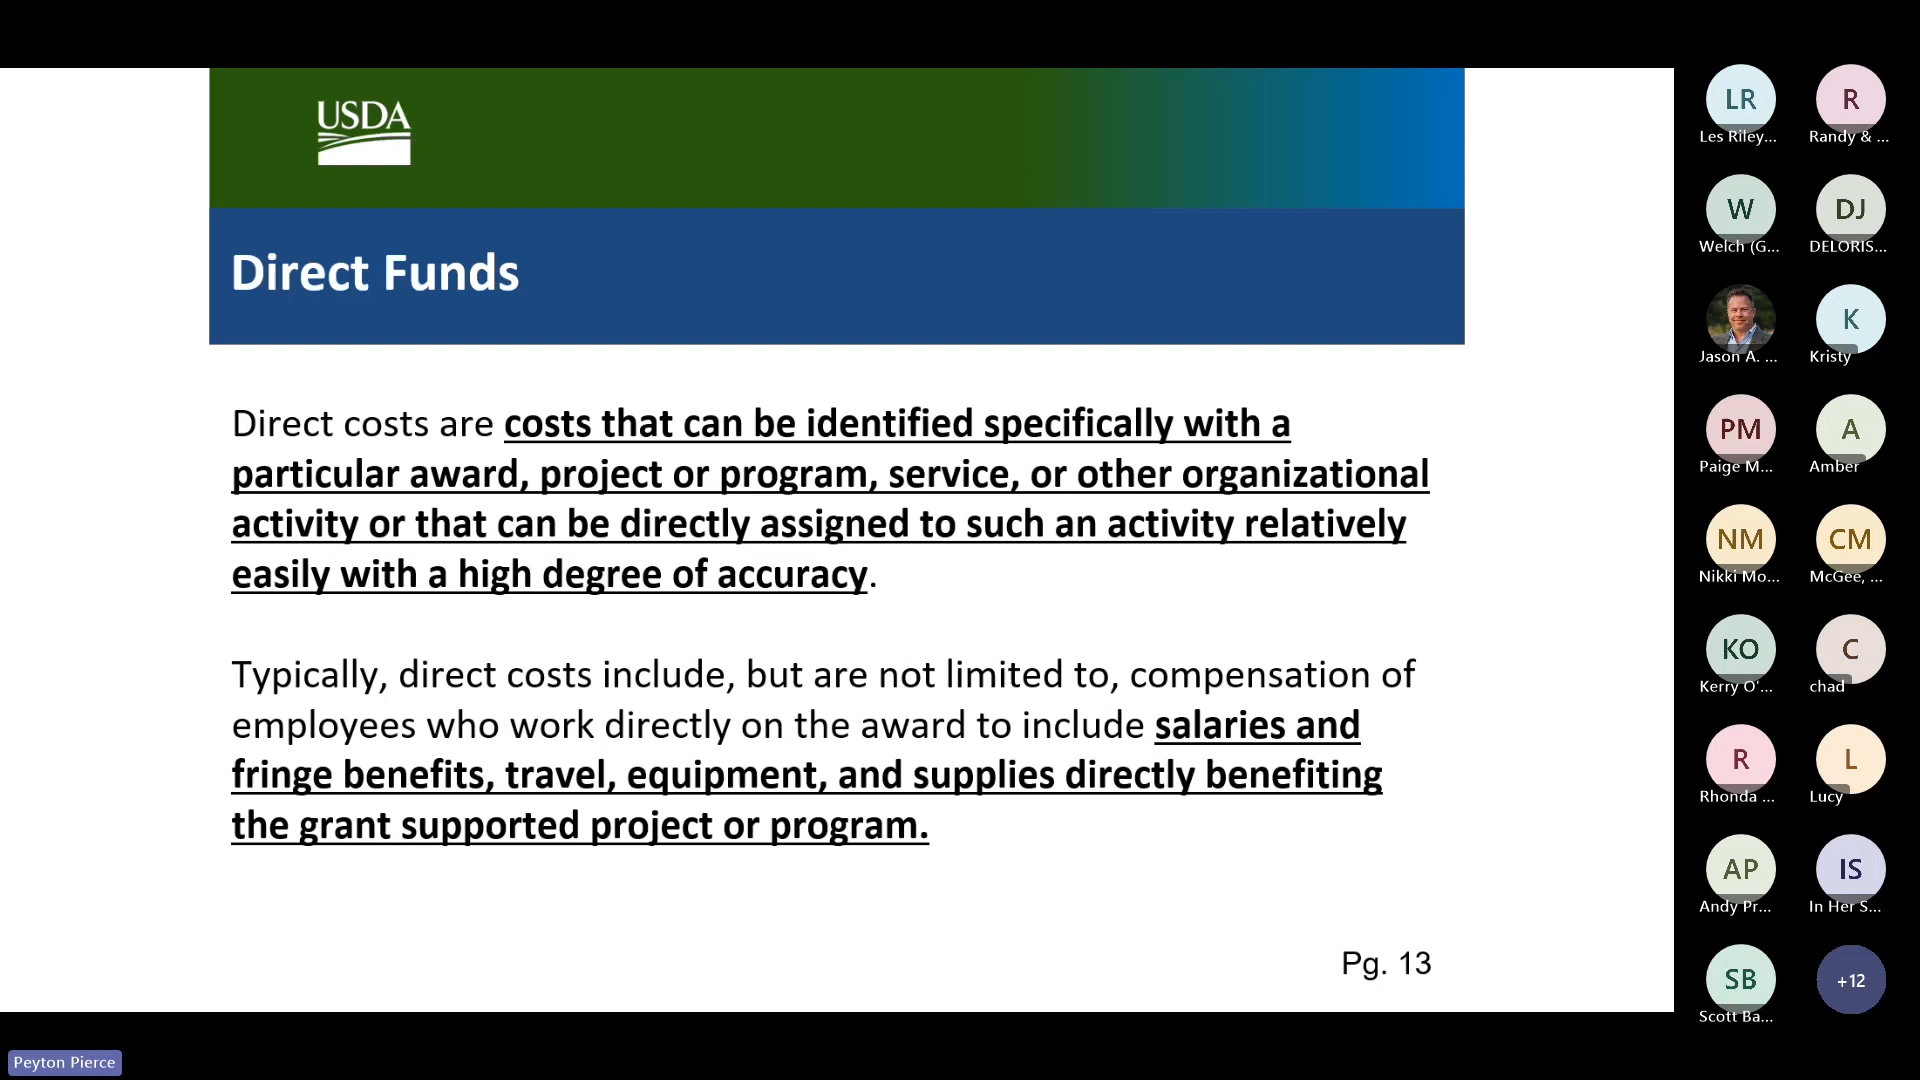 USDA
Direct Funds
Direct costs are costs that can be identified specifically with a
particular award, project or program, service, or other organizational
activity or that can be directly assigned to such an activity relatively
easily with a high degree of accuracy.
Typically, direct costs include, but are not limited to, compensation of
employees who work directly on the award to include salaries and
fringe benefits, travel, equipment, and supplies directly benefiting
the grant supported project or program.
Pg. 13
LR
Les Riley...
R
Randy & ...
W
Welch (G...
DJ
DELORIS...
Jason A. ...
K
Kristy
PM
Paige M...
A
Amber
NM
Nikki Mo...
CM
McGee, ...
KO
Kerry O'...
C
chad
R
Rhonda ...
L
Lucy
AP
Andy Pr...
IS
In Her S...
SB
Scott Ba...
+12
Peyton Pierce